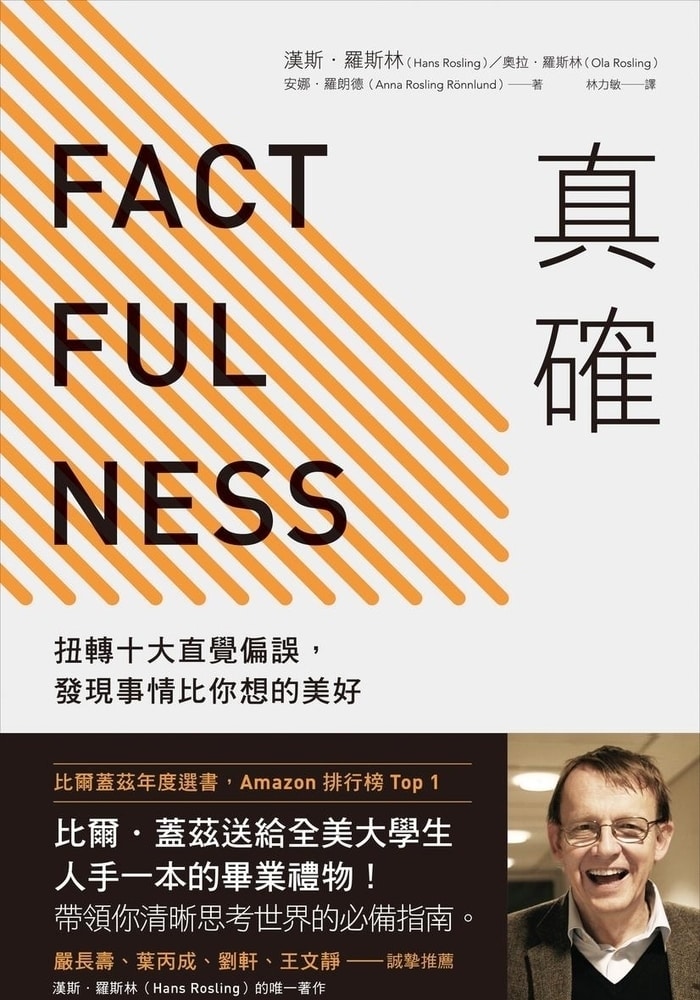 漢斯．羅斯林（Hans Rosling）／奧拉．羅斯林（Ola Rosling）
安娜．羅朗德（Anna Rosling Rönnlund）——著　林力敏——譯
真確
FACT
FUL
NESS
扭轉十大直覺偏誤，
發現事情比你想的美好
比爾蓋茲年度選書，Amazon 排行榜 Top 1
比爾．蓋茲送給全美大學生
人手一本的畢業禮物！
帶領你清晰思考世界的必備指南。
嚴長壽、葉丙成、劉軒、王文靜——誠摯推薦
漢斯．羅斯林（Hans Rosling）的唯一著作